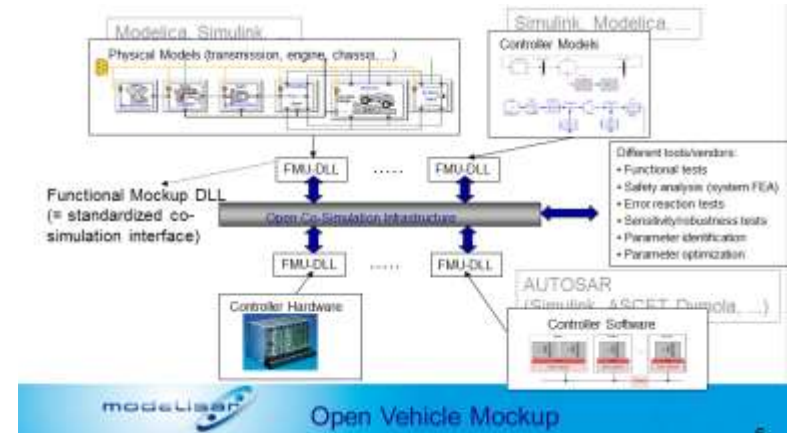 Modelica, Simulink, ...
Simulink, Modelica, ...
Physical Models (transmission, engine, chassis,...)
Controller Models
FMU-DLL ..... FMU-DLL
Functional Mockup DLL
(= standardized co-
simulation interface)
Open Co-Simulation Infrastructure
Different tools/vendors:
• Functional tests
• Safety analysis (system FEA)
• Error reaction tests
• Sensitivity/robustness tests
• Parameter identification
• Parameter optimization
FMU-DLL ..... FMU-DLL
AUTOSAR
(Simulink, ASCET, Dymola, ...)
Controller Hardware
Controller Software
modelisar
Open Vehicle Mockup